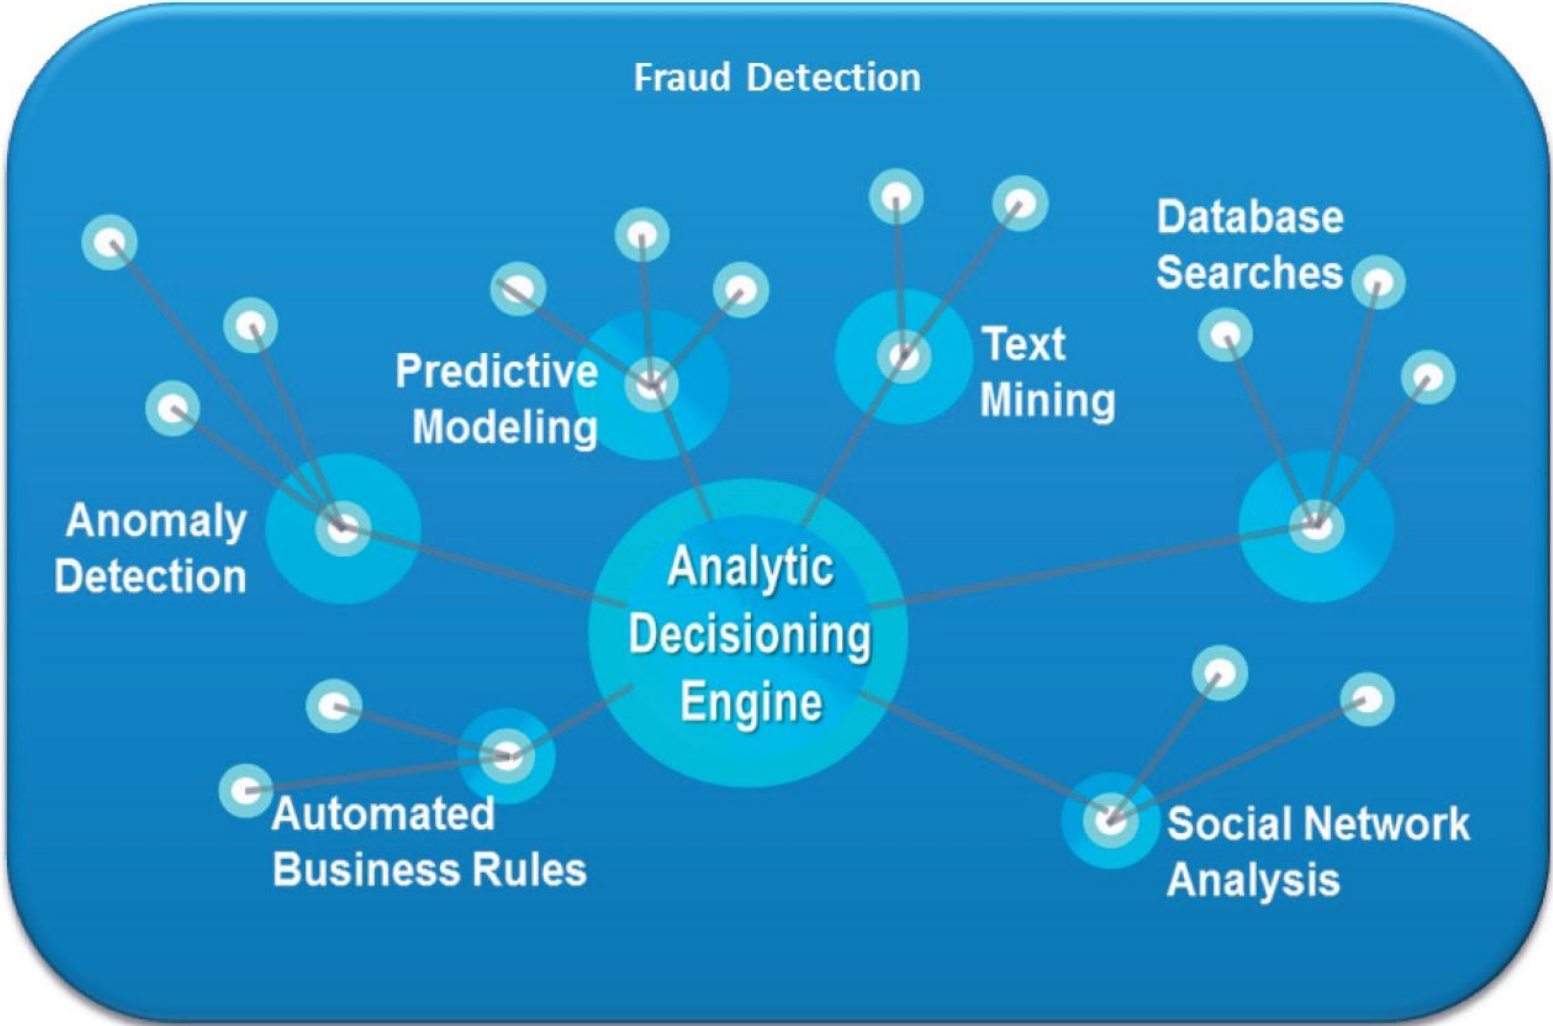 Fraud Detection
Database
Searches
Text
Mining
Predictive
Modeling
Anomaly
Detection
Analytic
Decisioning
Engine
Automated
Business Rules
Social Network
Analysis